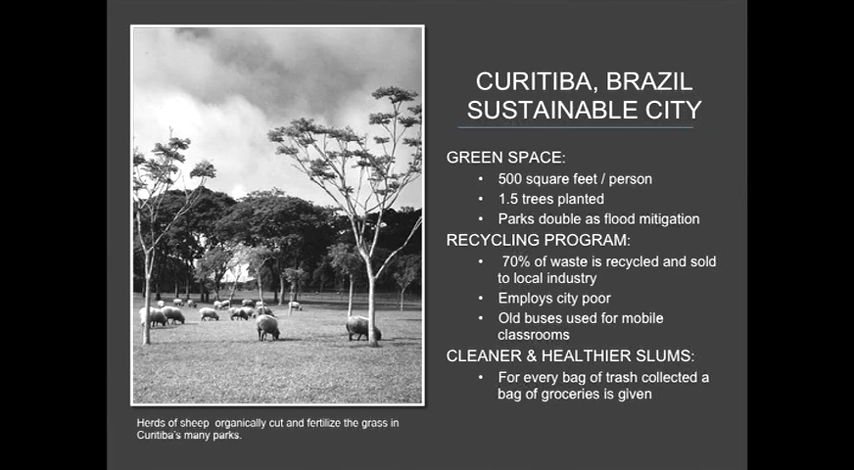 CURITIBA, BRAZIL
SUSTAINABLE CITY
GREEN SPACE:
• 500 square feet / person
• 1.5 trees planted
• Parks double as flood mitigation
RECYCLING PROGRAM:
• 70% of waste is recycled and sold
to local industry
• Employs city poor
• Old buses used for mobile
classrooms
CLEANER & HEALTHIER SLUMS:
• For every bag of trash collected a
bag of groceries is given
Herds of sheep organically cut and fertilize the grass in
Curitiba's many parks.